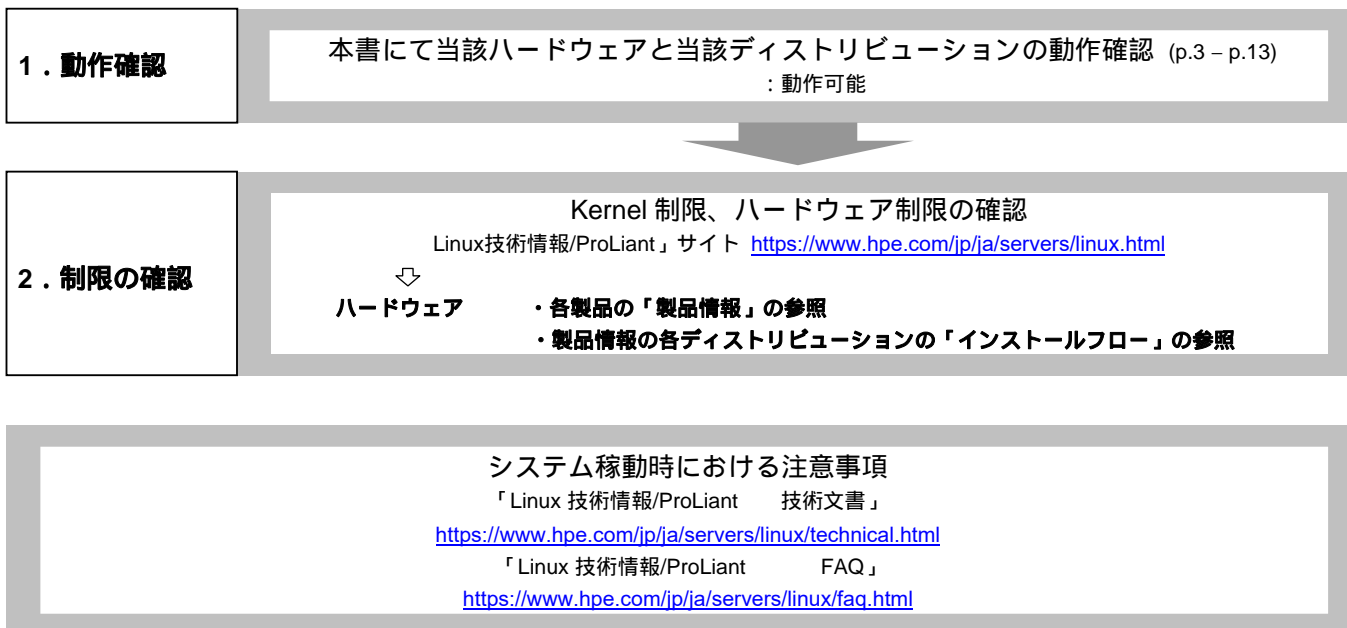 1．動作確認
本書にて当該ハードウェアと当該ディストリビューションの動作確認 (p.3 – p.13)
：動作可能
2．制限の確認
Kernel 制限、ハードウェア制限の確認
Linux技術情報/ProLiant」サイト https://www.hpe.com/jp/ja/servers/linux.html
ハードウェア ・各製品の「製品情報」の参照
・製品情報の各ディストリビューションの「インストールフロー」の参照
システム稼動時における注意事項
「Linux 技術情報/ProLiant 技術文書」
https://www.hpe.com/jp/ja/servers/linux/technical.html
「Linux 技術情報/ProLiant FAQ」
https://www.hpe.com/jp/ja/servers/linux/faq.html